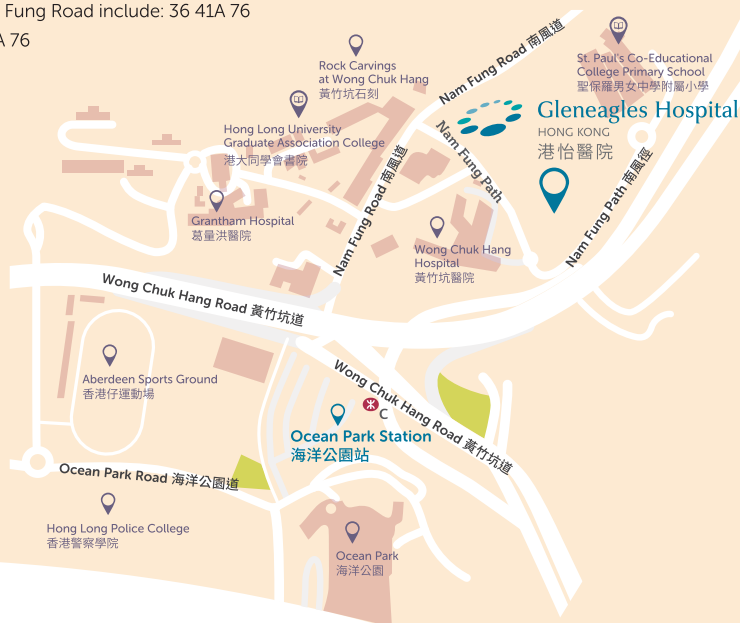 Fung Road include: 36 41A 76
A 76
Nam Fung Road 南風道
Rock Carvings
at Wong Chuk Hang
黃竹坑石刻
St. Paul's Co-Educational
College Primary School
聖保羅男女中學附屬小學
Hong Long University
Graduate Association College
港大同學會書院
Gleneagles Hospital
HONG KONG
港怡醫院
Nam Fung Path
Nam Fung Road 南風道
Nam Fung Path 南風徑
Grantham Hospital
葛量洪醫院
Wong Chuk Hang
Hospital
黃竹坑醫院
Wong Chuk Hang Road 黃竹坑道
Aberdeen Sports Ground
香港仔運動場
Wong Chuk Hang Road 黃竹坑道
C
Ocean Park Station
海洋公園站
Ocean Park Road 海洋公園道
Hong Long Police College
香港警察學院
Ocean Park
海洋公園